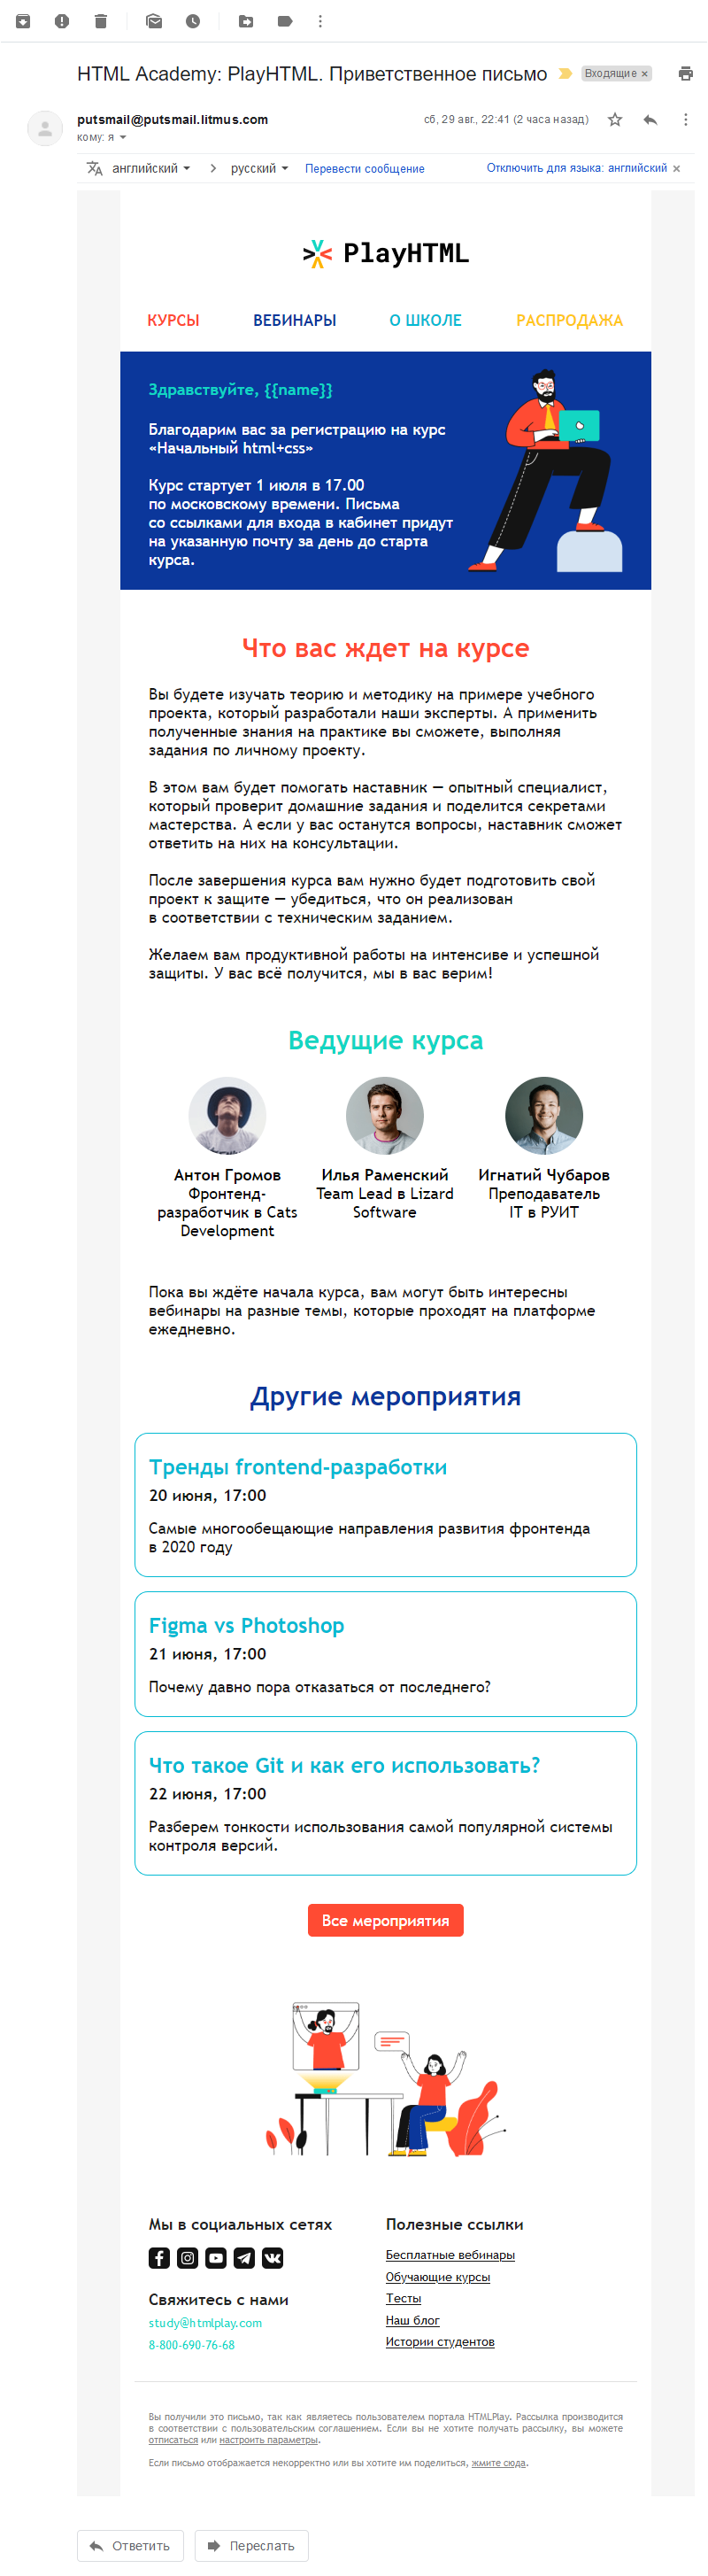 HTML Academy: PlayHTML. Приветственное письмо
Входящие ×
putsmail@putsmail.litmus.com
сб, 29 авг., 22:41 (2 часа назад)
кому: я
английский
русский
Перевести сообщение
Отключить для языка: английский ×
PlayHTML
КУРСЫ
ВЕБИНАРЫ
О ШКОЛЕ
РАСПРОДАЖА
Здравствуйте, {{name}}
Благодарим вас за регистрацию на курс
«Начальный html+css»
Курс стартует 1 июля в 17.00
по московскому времени. Письма
со ссылками для входа в кабинет придут
на указанную почту за день до старта
курса.
Что вас ждет на курсе
Вы будете изучать теорию и методику на примере учебного
проекта, который разработали наши эксперты. А применить
полученные знания на практике вы сможете, выполняя
задания по личному проекту.
В этом вам будет помогать наставник — опытный специалист,
который проверит домашние задания и поделится секретами
мастерства. А если у вас останутся вопросы, наставник сможет
ответить на них на консультации.
После завершения курса вам нужно будет подготовить свой
проект к защите — убедиться, что он реализован
в соответствии с техническим заданием.
Желаем вам продуктивной работы на интенсиве и успешной
защиты. У вас всё получится, мы в вас верим!
Ведущие курса
Антон Громов
Фронтенд-
разработчик в Cats
Development
Илья Раменский
Team Lead в Lizard
Software
Игнатий Чубаров
Преподаватель
IT в РУИТ
Пока вы ждёте начала курса, вам могут быть интересны
вебинары на разные темы, которые проходят на платформе
ежедневно.
Другие мероприятия
Тренды frontend-разработки
20 июня, 17:00
Самые многообещающие направления развития фронтенда
в 2020 году
Figma vs Photoshop
21 июня, 17:00
Почему давно пора отказаться от последнего?
Что такое Git и как его использовать?
22 июня, 17:00
Разберем тонкости использования самой популярной системы
контроля версий.
Все мероприятия
Мы в социальных сетях
Свяжитесь с нами
study@htmlplay.com
8-800-690-76-68
Полезные ссылки
Бесплатные вебинары
Обучающие курсы
Тесты
Наш блог
Истории студентов
Вы получили это письмо, так как являетесь пользователем портала HTMLPlay. Рассылка производится
в соответствии с пользовательским соглашением. Если вы не хотите получать рассылку, вы можете
отписаться или настроить параметры.
Если письмо отображается некорректно или вы хотите им поделиться, жмите сюда.
Ответить
Переслать